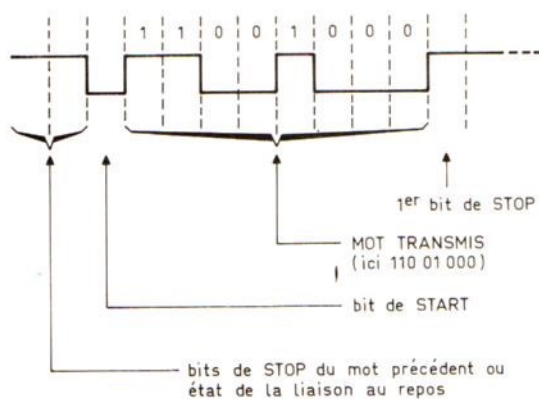 1 1 0 0 1 0 0 0
1er bit de STOP
MOT TRANSMIS
(ici 110 01 000)
bit de START
bits de STOP du mot précédent ou
état de la liaison au repos